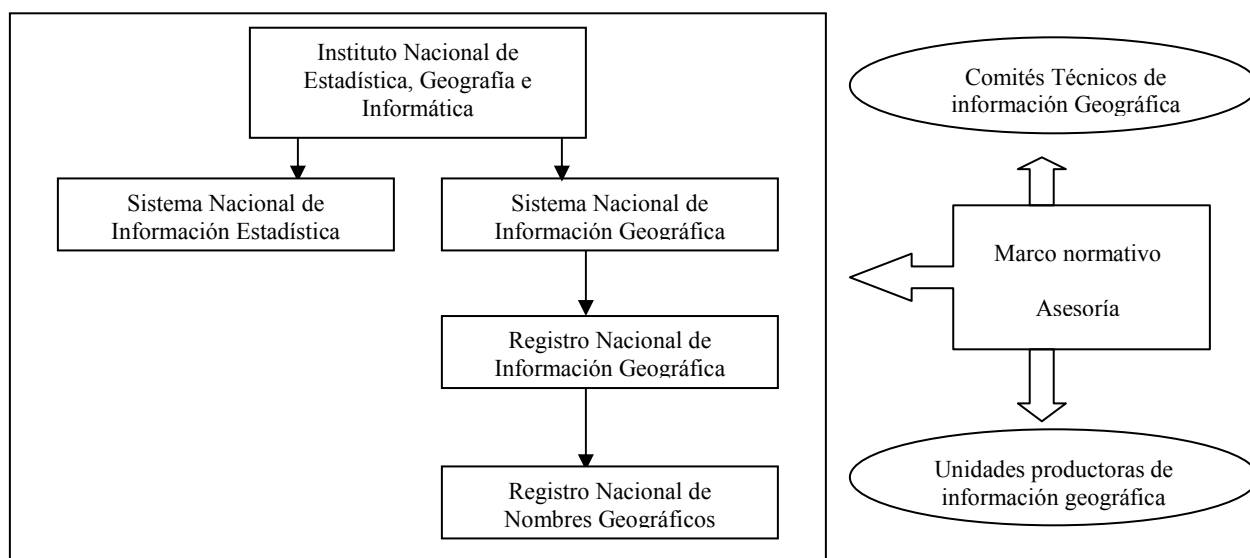 Instituto Nacional de
Estadística, Geografía e
Informática
Sistema Nacional de
Información Estadística
Sistema Nacional de
Información Geográfica
Registro Nacional de
Información Geográfica
Registro Nacional de
Nombres Geográficos
Comités Técnicos de
información Geográfica
Marco normativo
Asesoría
Unidades productoras de
información geográfica